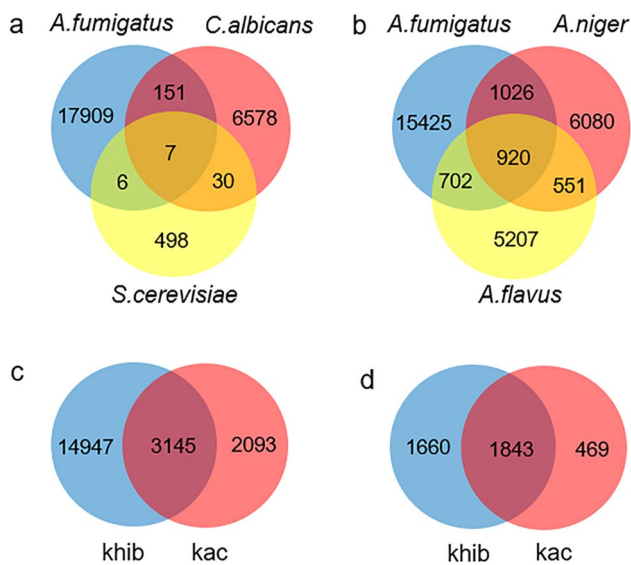 a
A.fumigatus
C.albicans
17909
151
6578
7
6
30
498
S.cerevisiae
b
A.fumigatus
A.niger
15425
1026
6080
920
702
551
5207
A.flavus
c
14947
3145
2093
khib
kac
d
1660
1843
469
khib
kac